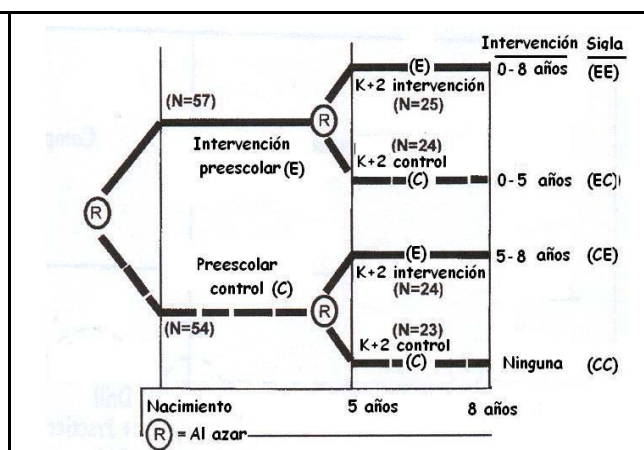 Intervención Sigla
(E) 0-8 años (EE)
K+2 intervención
(N=57)
(N=25)
R
Intervención
preescolar (E)
(N=24)
K+2 control
(C) 0-5 años (EC)
R
Preescolar
control (C)
(E) 5-8 años (CE)
K+2 intervención
(N=24)
R
(N=54)
(N=23)
K+2 control
(C) Ninguna (CC)
Nacimiento 5 años 8 años
R = Al azar